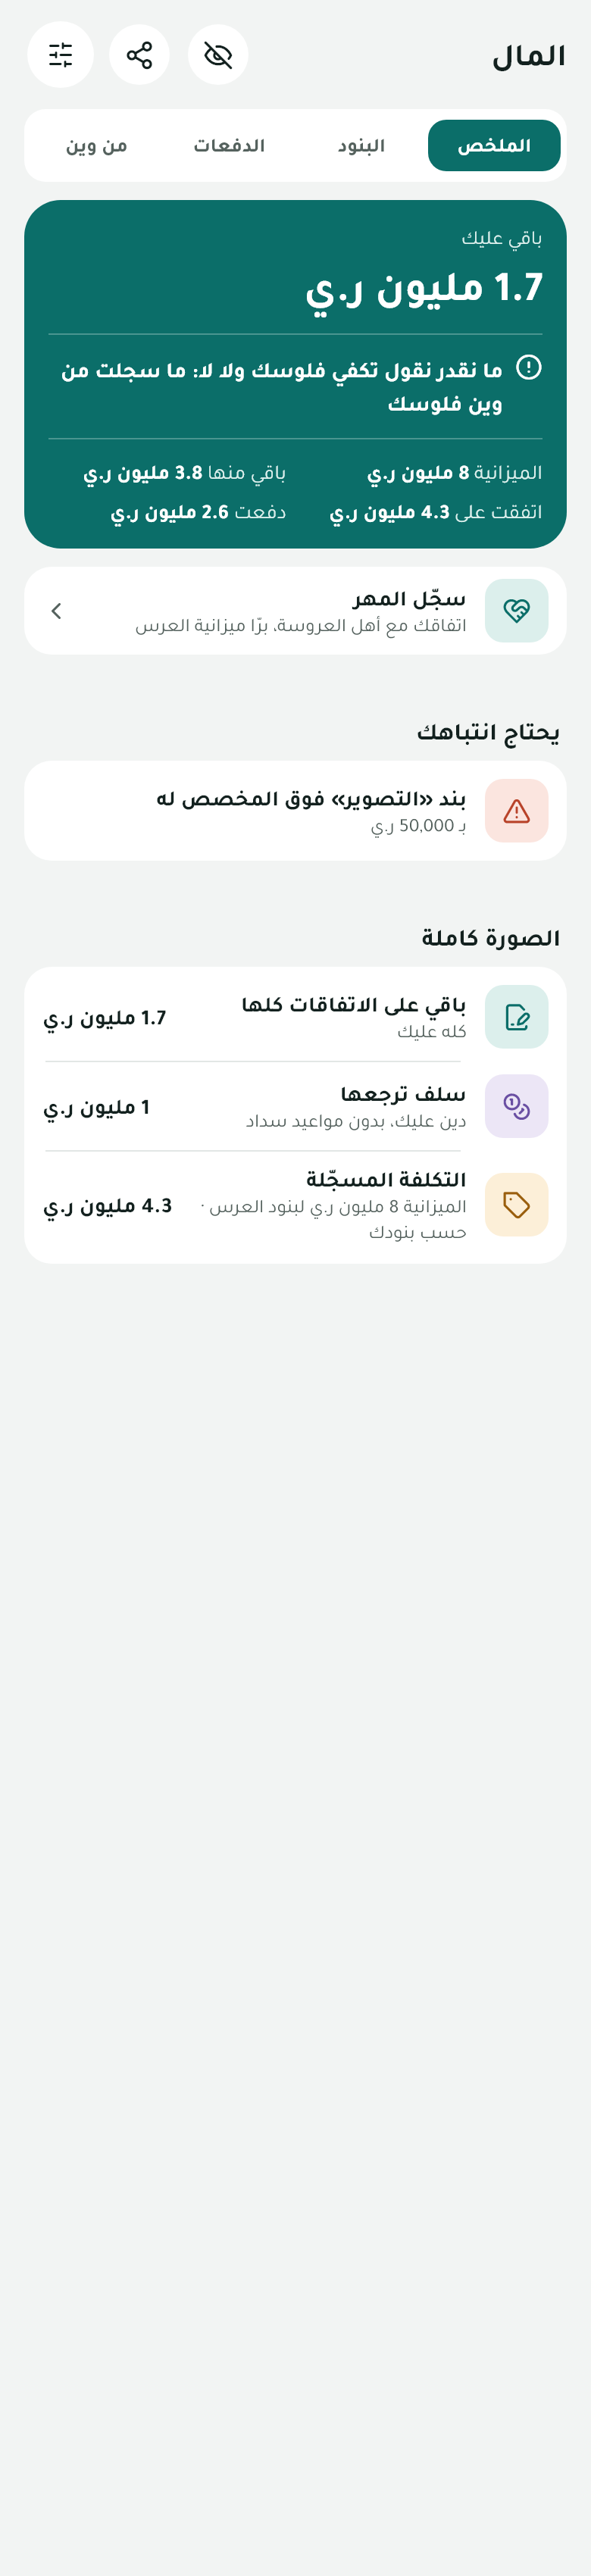 المال
الملخص
البنود
الدفعات
من وين
باقي عليك
1.7 مليون ر.ي
ما نقدر نقول تكفي فلوسك ولا لا: ما سجلت من
وين فلوسك
الميزانية 8 مليون ر.ي
باقي منها 3.8 مليون ر.ي
اتفقت على 4.3 مليون ر.ي
دفعت 2.6 مليون ر.ي
سجّل المهر
اتفاقك مع أهل العروسة، برّا ميزانية العرس
يحتاج انتباهك
بند «التصوير» فوق المخصص له
بـ 50,000 ر.ي
الصورة كاملة
باقي على الاتفاقات كلها
كله عليك
1.7 مليون ر.ي
سلف ترجعها
دين عليك، بدون مواعيد سداد
1 مليون ر.ي
التكلفة المسجّلة
الميزانية 8 مليون ر.ي لبنود العرس ·
حسب بنودك
4.3 مليون ر.ي